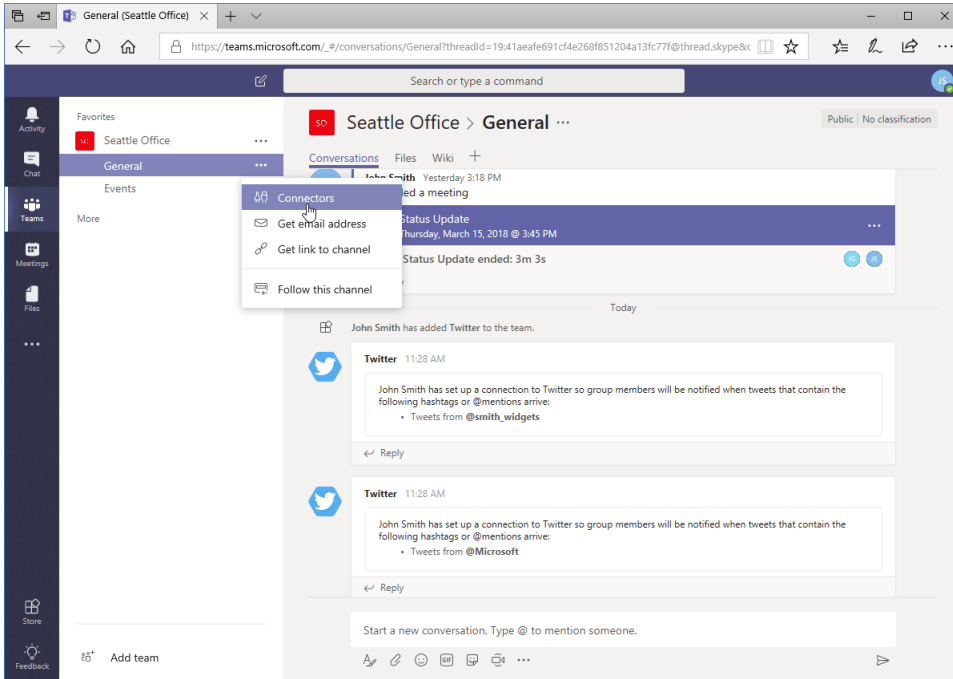 General (Seattle Office)
https://teams.microsoft.com/_#/conversations/General?threadId=19:41aeafe691cf4e268f851204a13fc77f@thread.skype&c
Search or type a command
JS
Activity
Chat
Teams
Meetings
Files
Store
Feedback
Favorites
SO Seattle Office
General
Events
More
Add team
Connectors
Get email address
Get link to channel
Follow this channel
SO Seattle Office > General
Public No classification
Conversations Files Wiki
John Smith Yesterday 3:18 PM
a meeting
Status Update
Thursday, March 15, 2018 @ 3:45 PM
Status Update ended: 3m 3s
JG JS
Today
John Smith has added Twitter to the team.
Twitter 11:28 AM
John Smith has set up a connection to Twitter so group members will be notified when tweets that contain the
following hashtags or @mentions arrive:
• Tweets from @smith_widgets
Reply
Twitter 11:28 AM
John Smith has set up a connection to Twitter so group members will be notified when tweets that contain the
following hashtags or @mentions arrive:
• Tweets from @Microsoft
Reply
Start a new conversation. Type @ to mention someone.
GIF